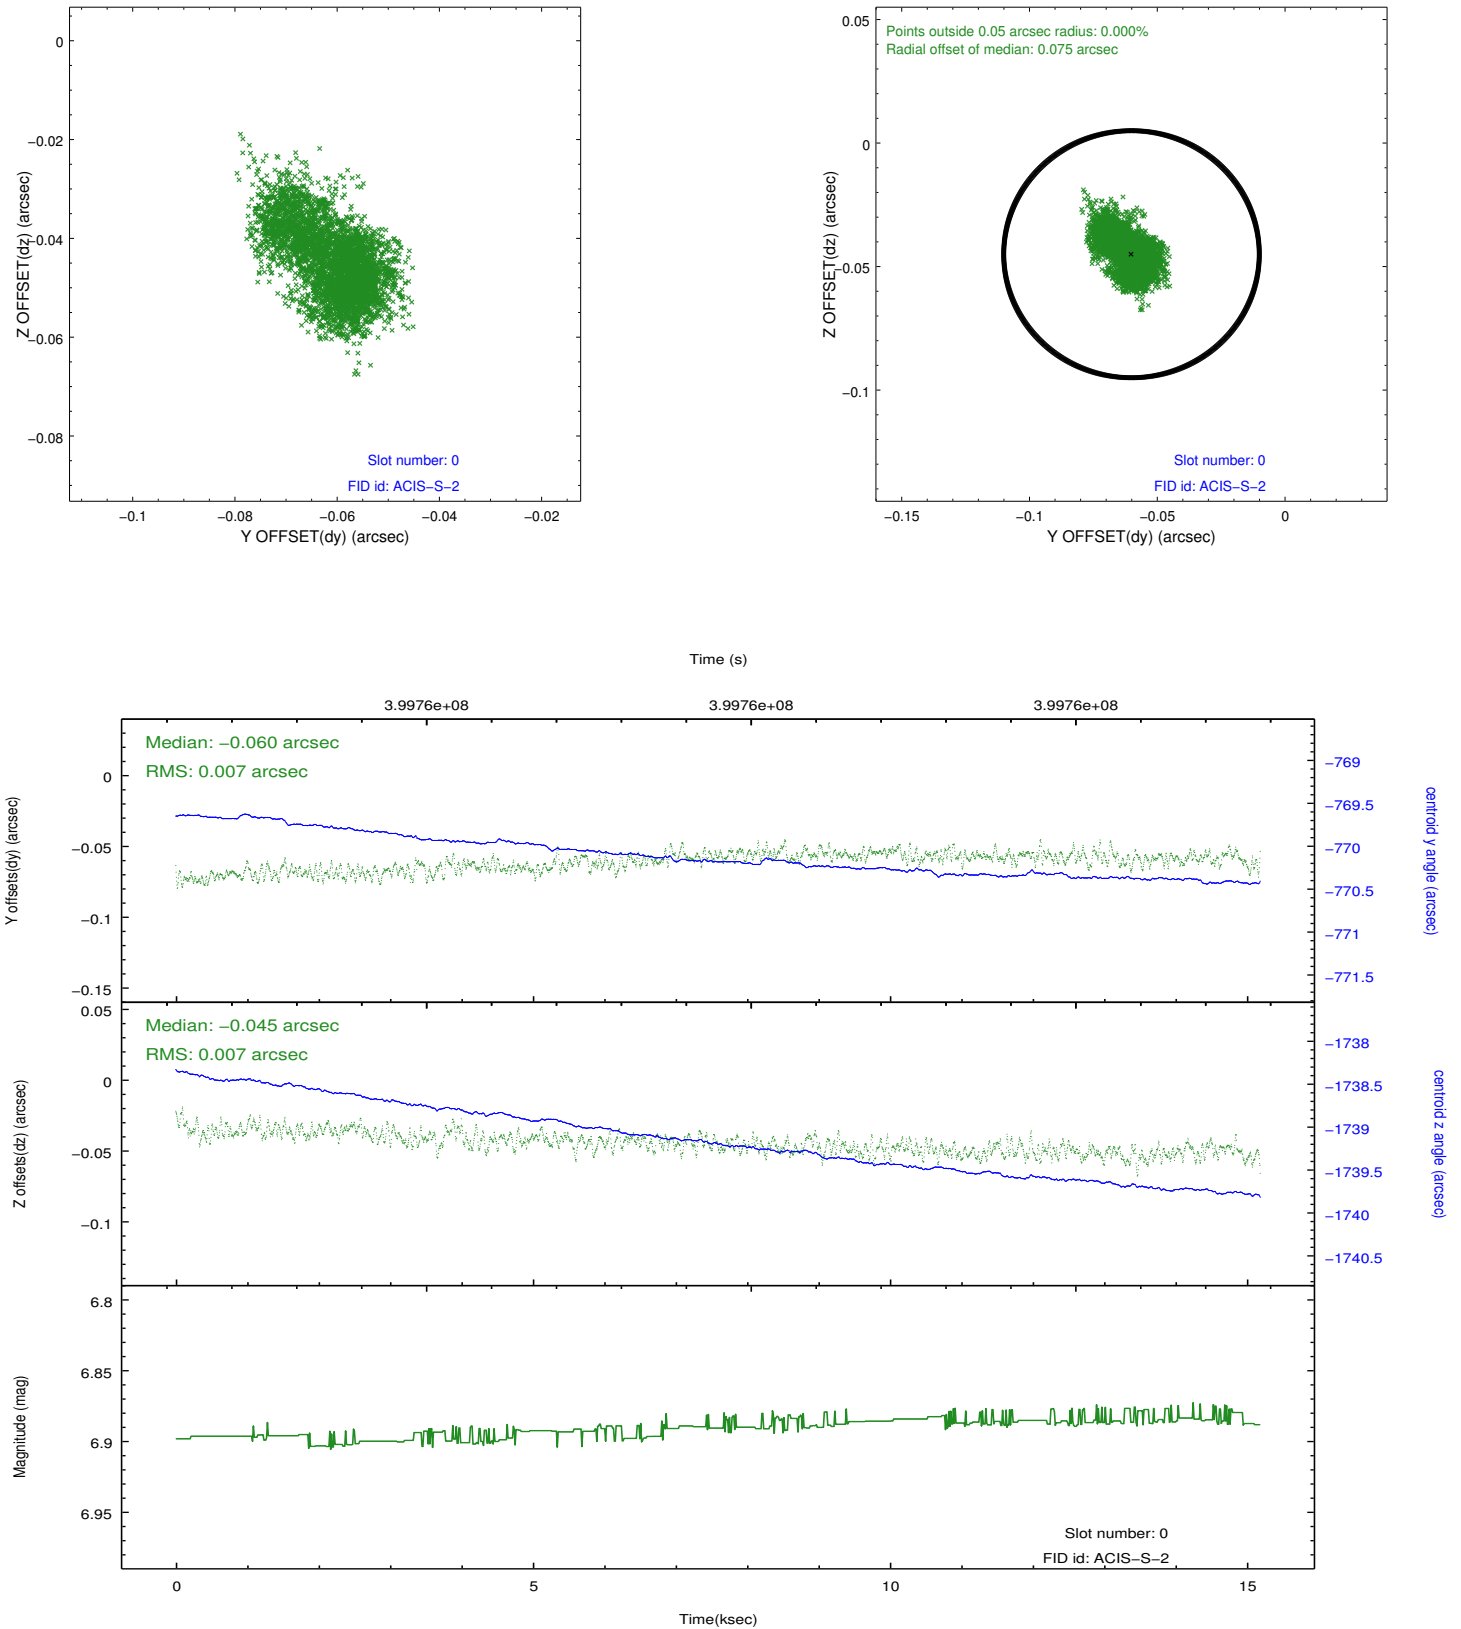 0
−0.02
−0.04
−0.06
−0.08
Z OFFSET(dz) (arcsec)
Slot number: 0
FID id: ACIS−S−2
−0.1
−0.08
−0.06
−0.04
−0.02
Y OFFSET(dy) (arcsec)
0.05
0
−0.05
−0.1
Z OFFSET(dz) (arcsec)
Points outside 0.05 arcsec radius: 0.000%
Radial offset of median: 0.075 arcsec
Slot number: 0
FID id: ACIS−S−2
−0.15
−0.1
−0.05
0
Y OFFSET(dy) (arcsec)
Time (s)
3.9976e+08
3.9976e+08
3.9976e+08
Median: −0.060 arcsec
RMS: 0.007 arcsec
0
−0.05
−0.1
−0.15
Y offsets(dy) (arcsec)
−769
−769.5
−770
−770.5
−771
−771.5
centroid y angle (arcsec)
Median: −0.045 arcsec
RMS: 0.007 arcsec
0.05
0
−0.05
−0.1
Z offsets(dz) (arcsec)
−1738
−1738.5
−1739
−1739.5
−1740
−1740.5
centroid z angle (arcsec)
6.8
6.85
6.9
6.95
Magnitude (mag)
Slot number: 0
FID id: ACIS−S−2
0
5
10
15
Time(ksec)